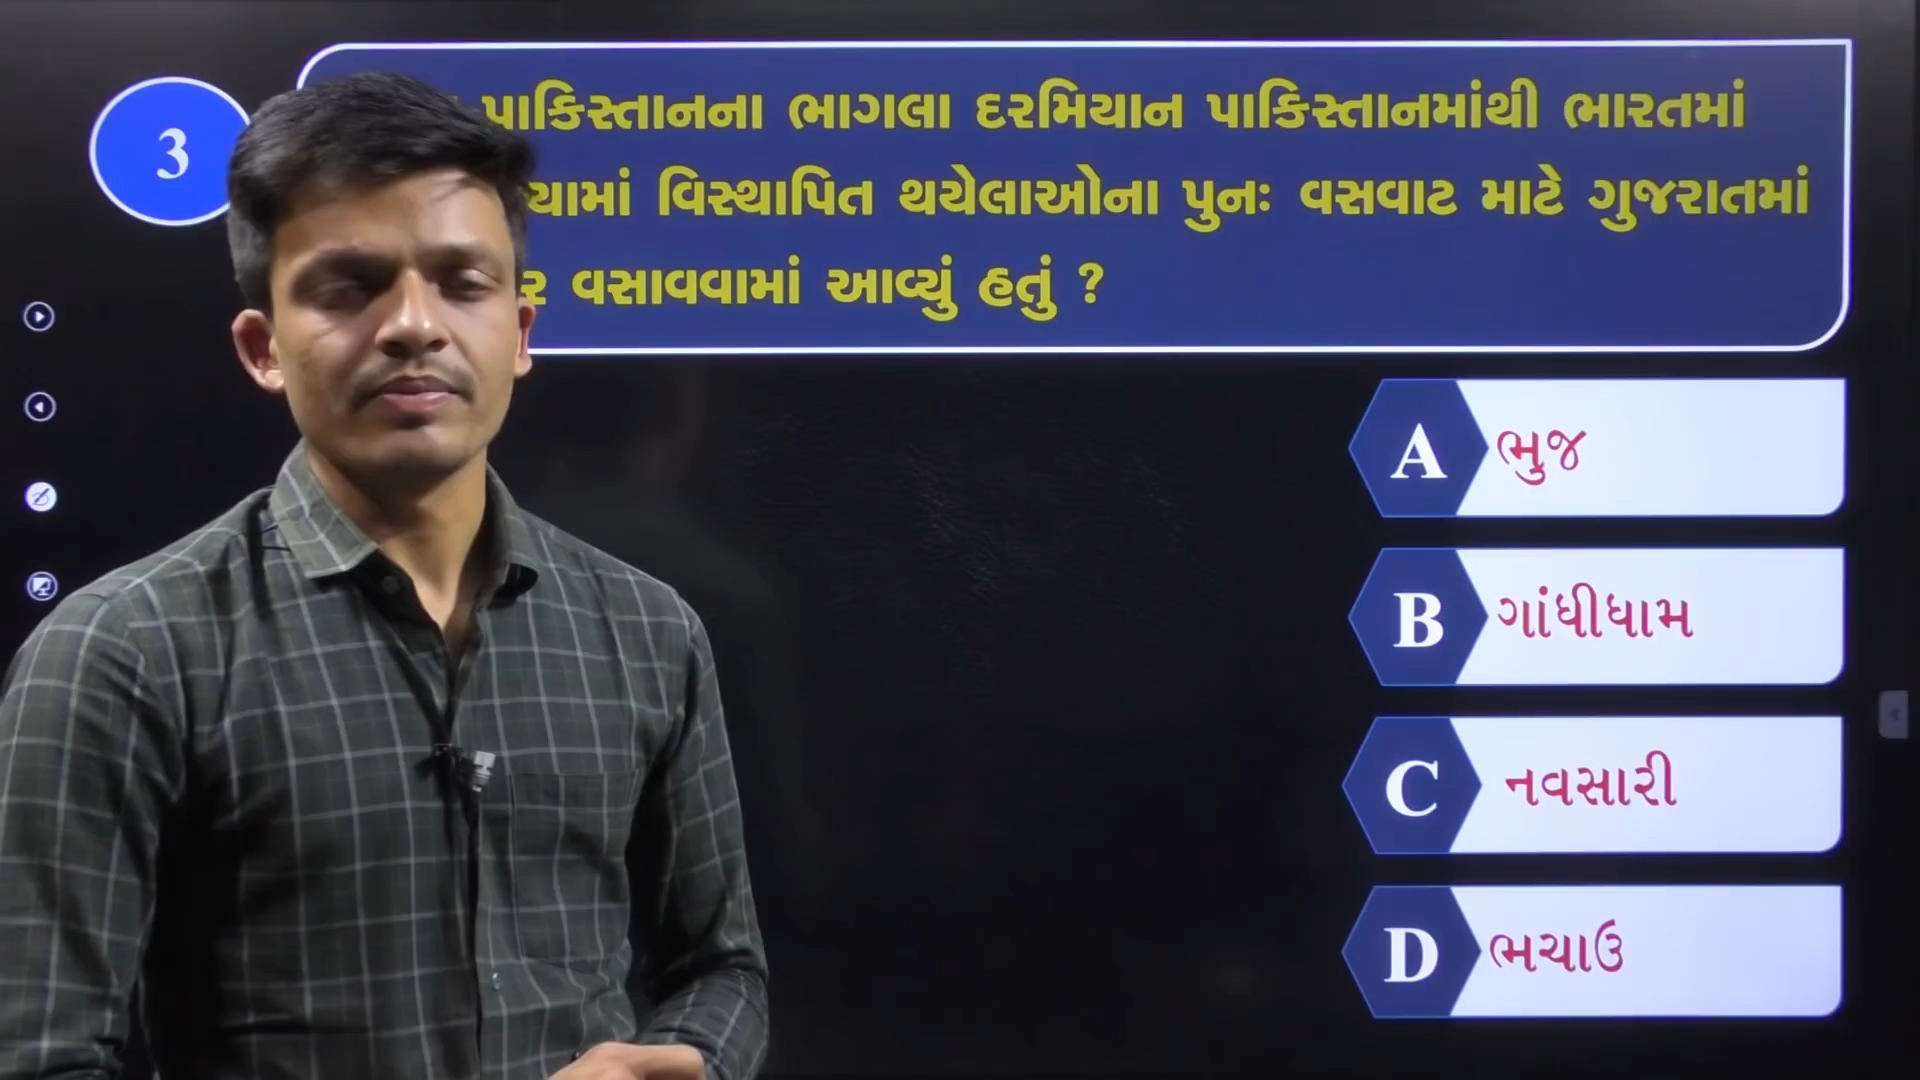 3
પાકિસ્તાનના ભાગલા દરમિયાન પાકિસ્તાનમાંથી ભારતમાં
વિસ્થાપિત થયેલાઓના પુનઃ વસવાટ માટે ગુજરાતમાં
વસાવવામાં આવ્યું હતું ?
A ભુજ
B ગાંધીધામ
C નવસારી
D ભચાઉ